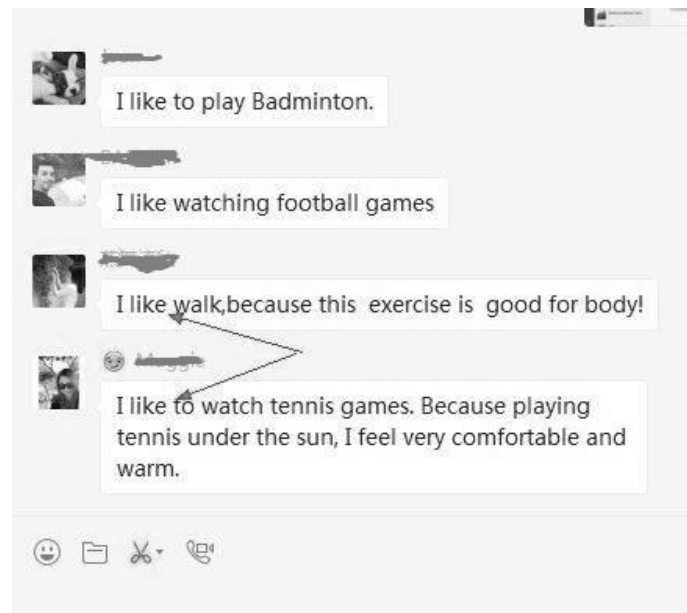 I like to play Badminton.
I like watching football games
I like walk,because this exercise is good for body!
I like to watch tennis games. Because playing
tennis under the sun, I feel very comfortable and
warm.